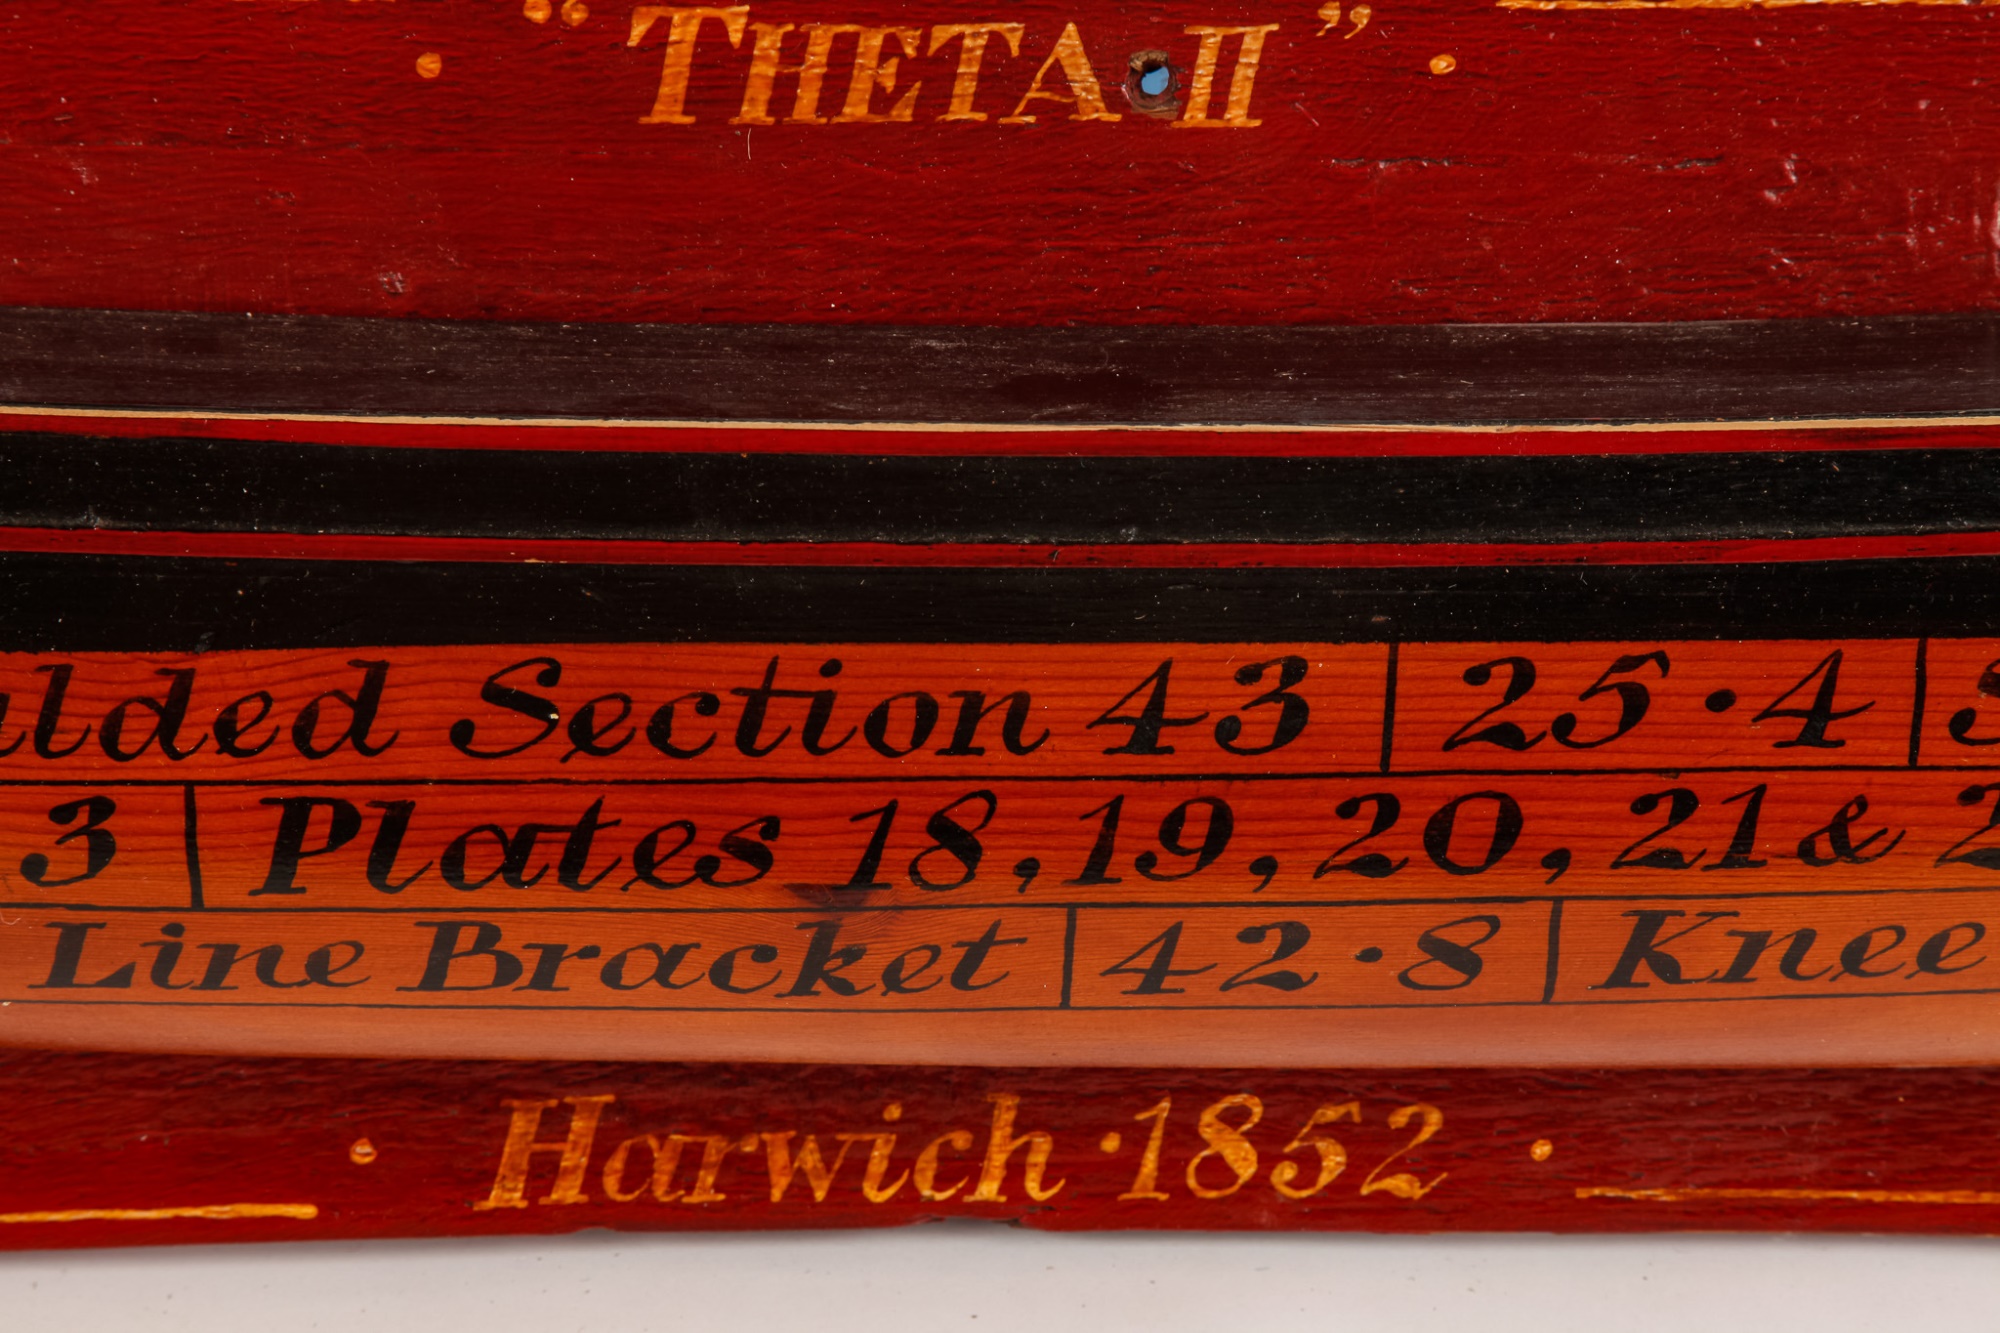 · “THETA II” ·
Section 43 | 25·4
3 | Plates 18, 19, 20, 21 &
Line Bracket | 42·8 | Knee
· Harwich · 1852 ·